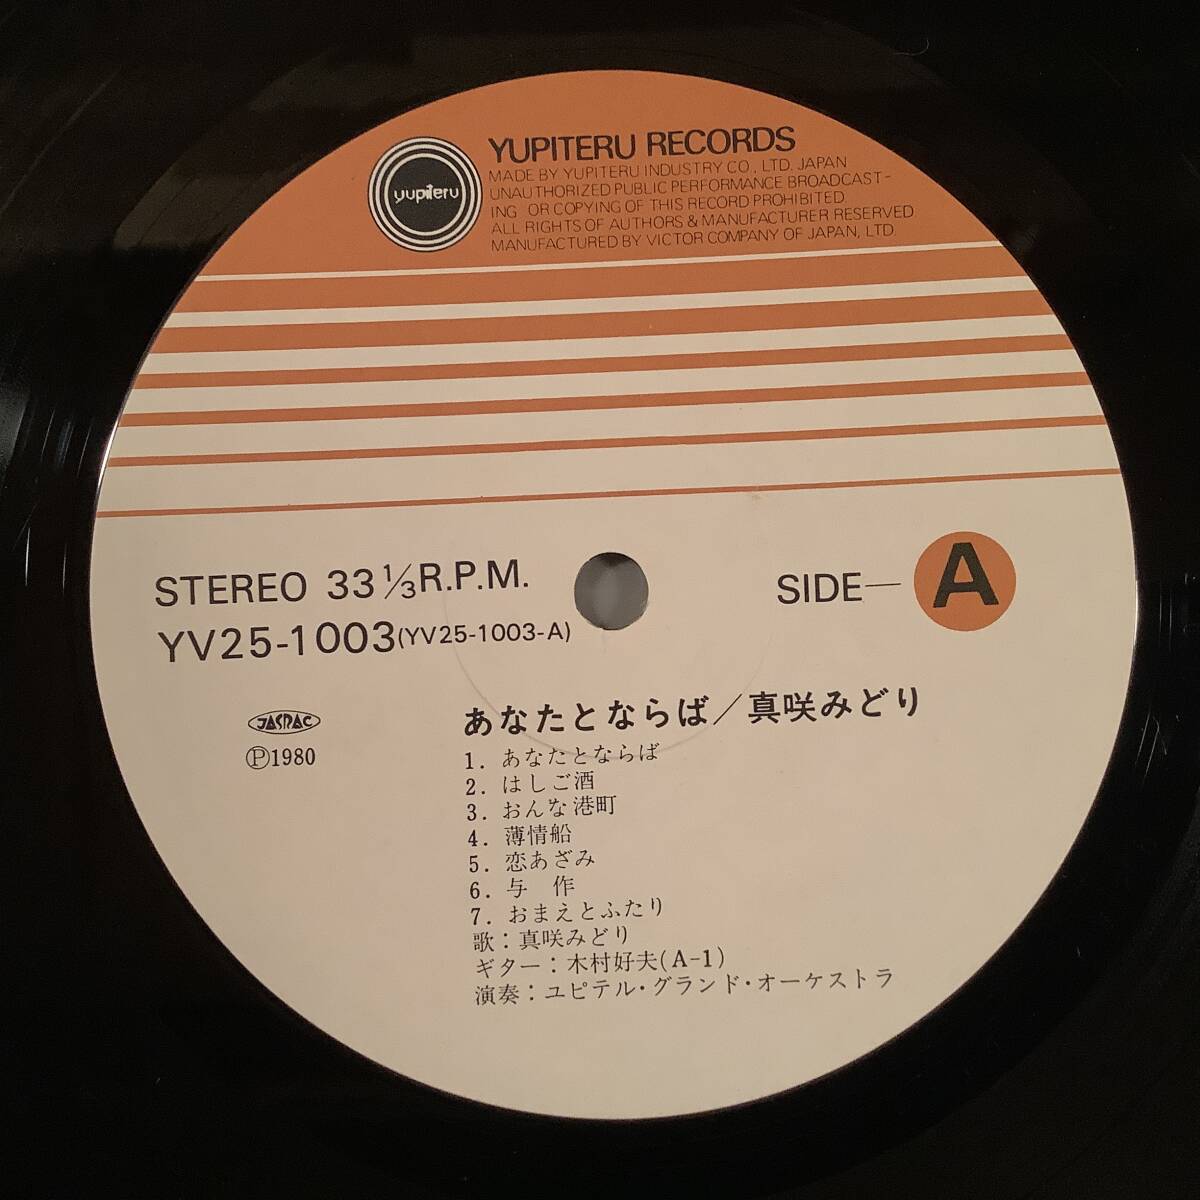 yupiteru
YUPITERU RECORDS
MADE BY YUPITERU INDUSTRY CO., LTD. JAPAN
UNAUTHORIZED PUBLIC PERFORMANCE BROADCAST-
ING OR COPYING OF THIS RECORD PROHIBITED
ALL RIGHTS OF AUTHORS & MANUFACTURER RESERVED
MANUFACTURED BY VICTOR COMPANY OF JAPAN, LTD.
STEREO 33 1/3 R.P.M.
SIDE—A
YV25-1003(YV25-1003-A)
JASRAC
Ⓟ1980
あなたとならば／真咲みどり
1. あなたとならば
2. はしご酒
3. おんな港町
4. 薄情船
5. 恋あざみ
6. 与　作
7. おまえとふたり
歌：真咲みどり
ギター：木村好夫(A-1)
演奏：ユピテル・グランド・オーケストラ